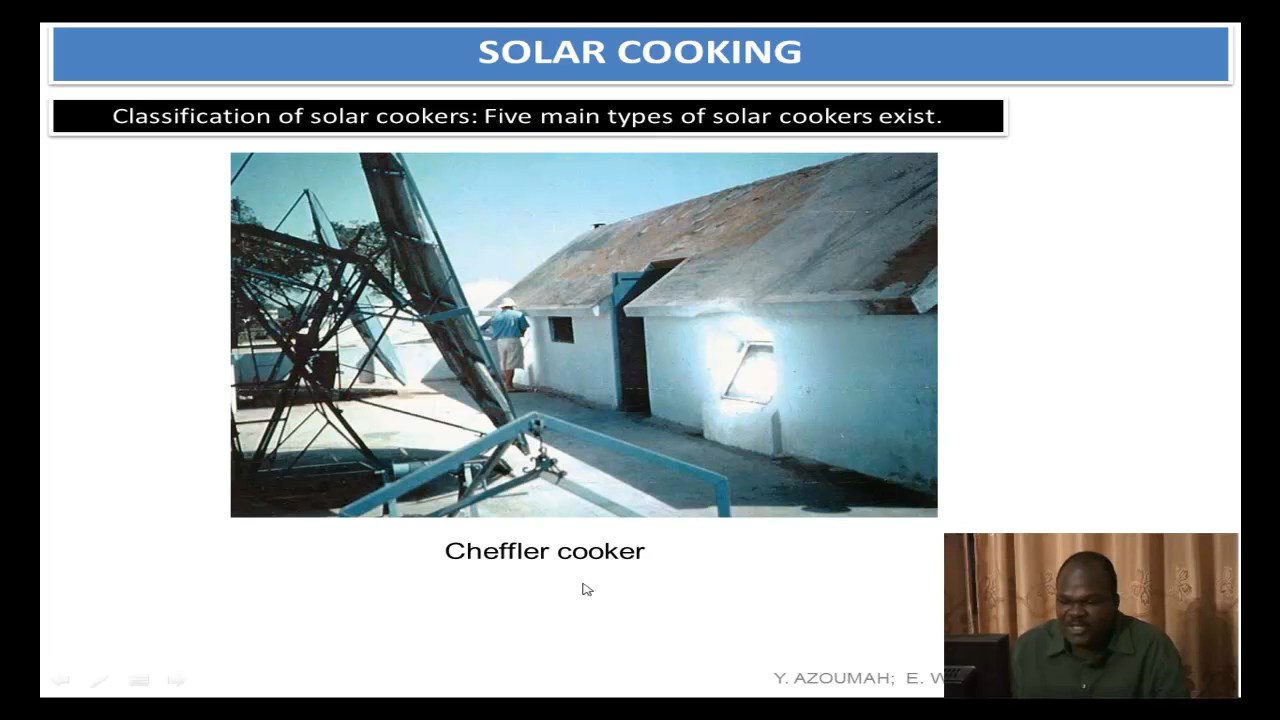 SOLAR COOKING
Classification of solar cookers: Five main types of solar cookers exist.
Cheffler cooker
Y. AZOUMAH; E. W